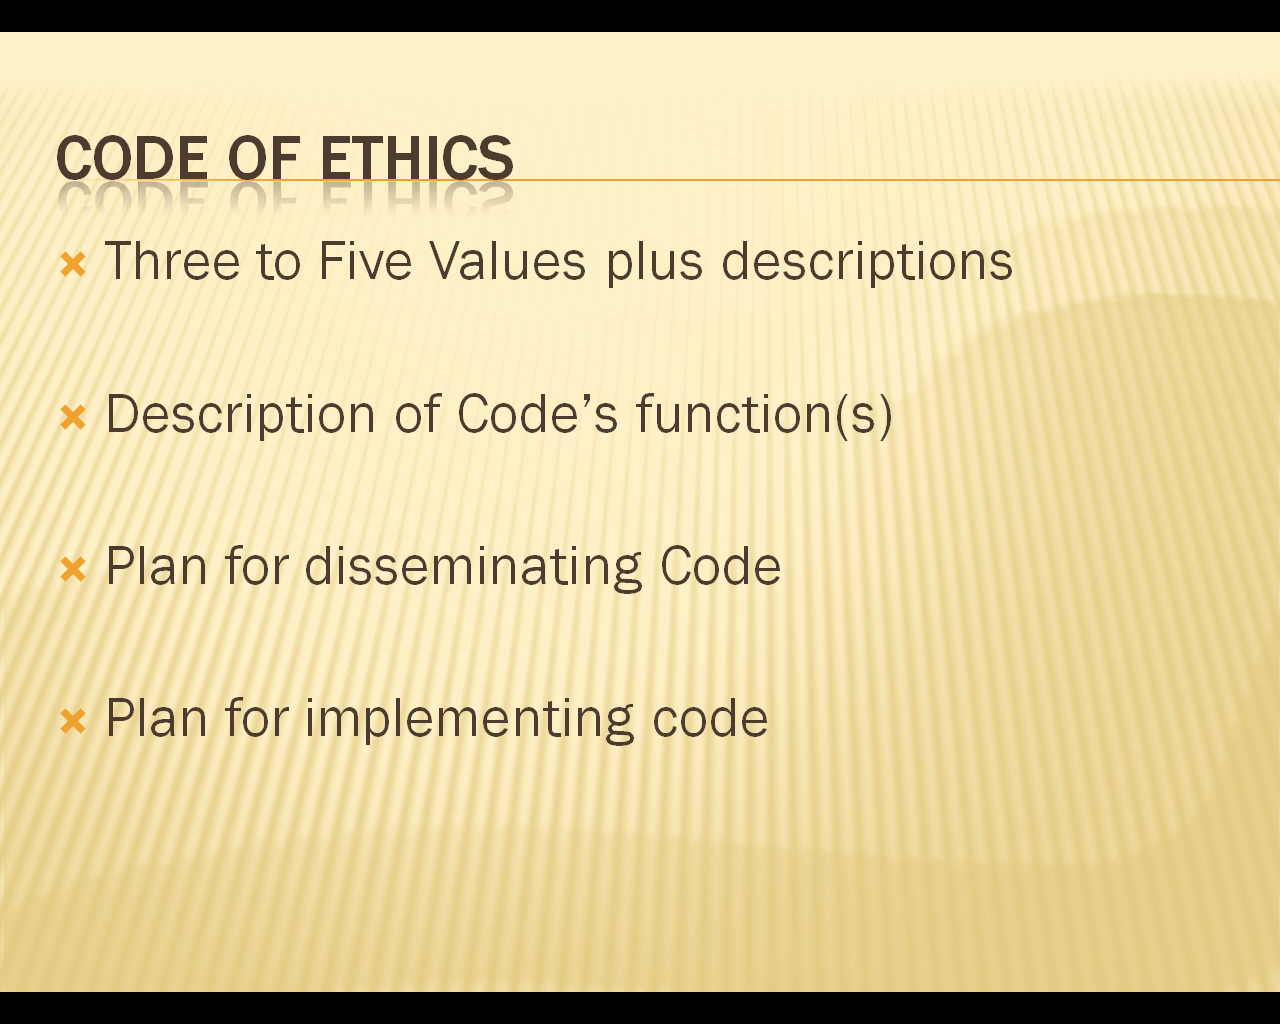 CODE OF ETHICS
Three to Five Values plus descriptions
Description of Code’s function(s)
Plan for disseminating Code
Plan for implementing code